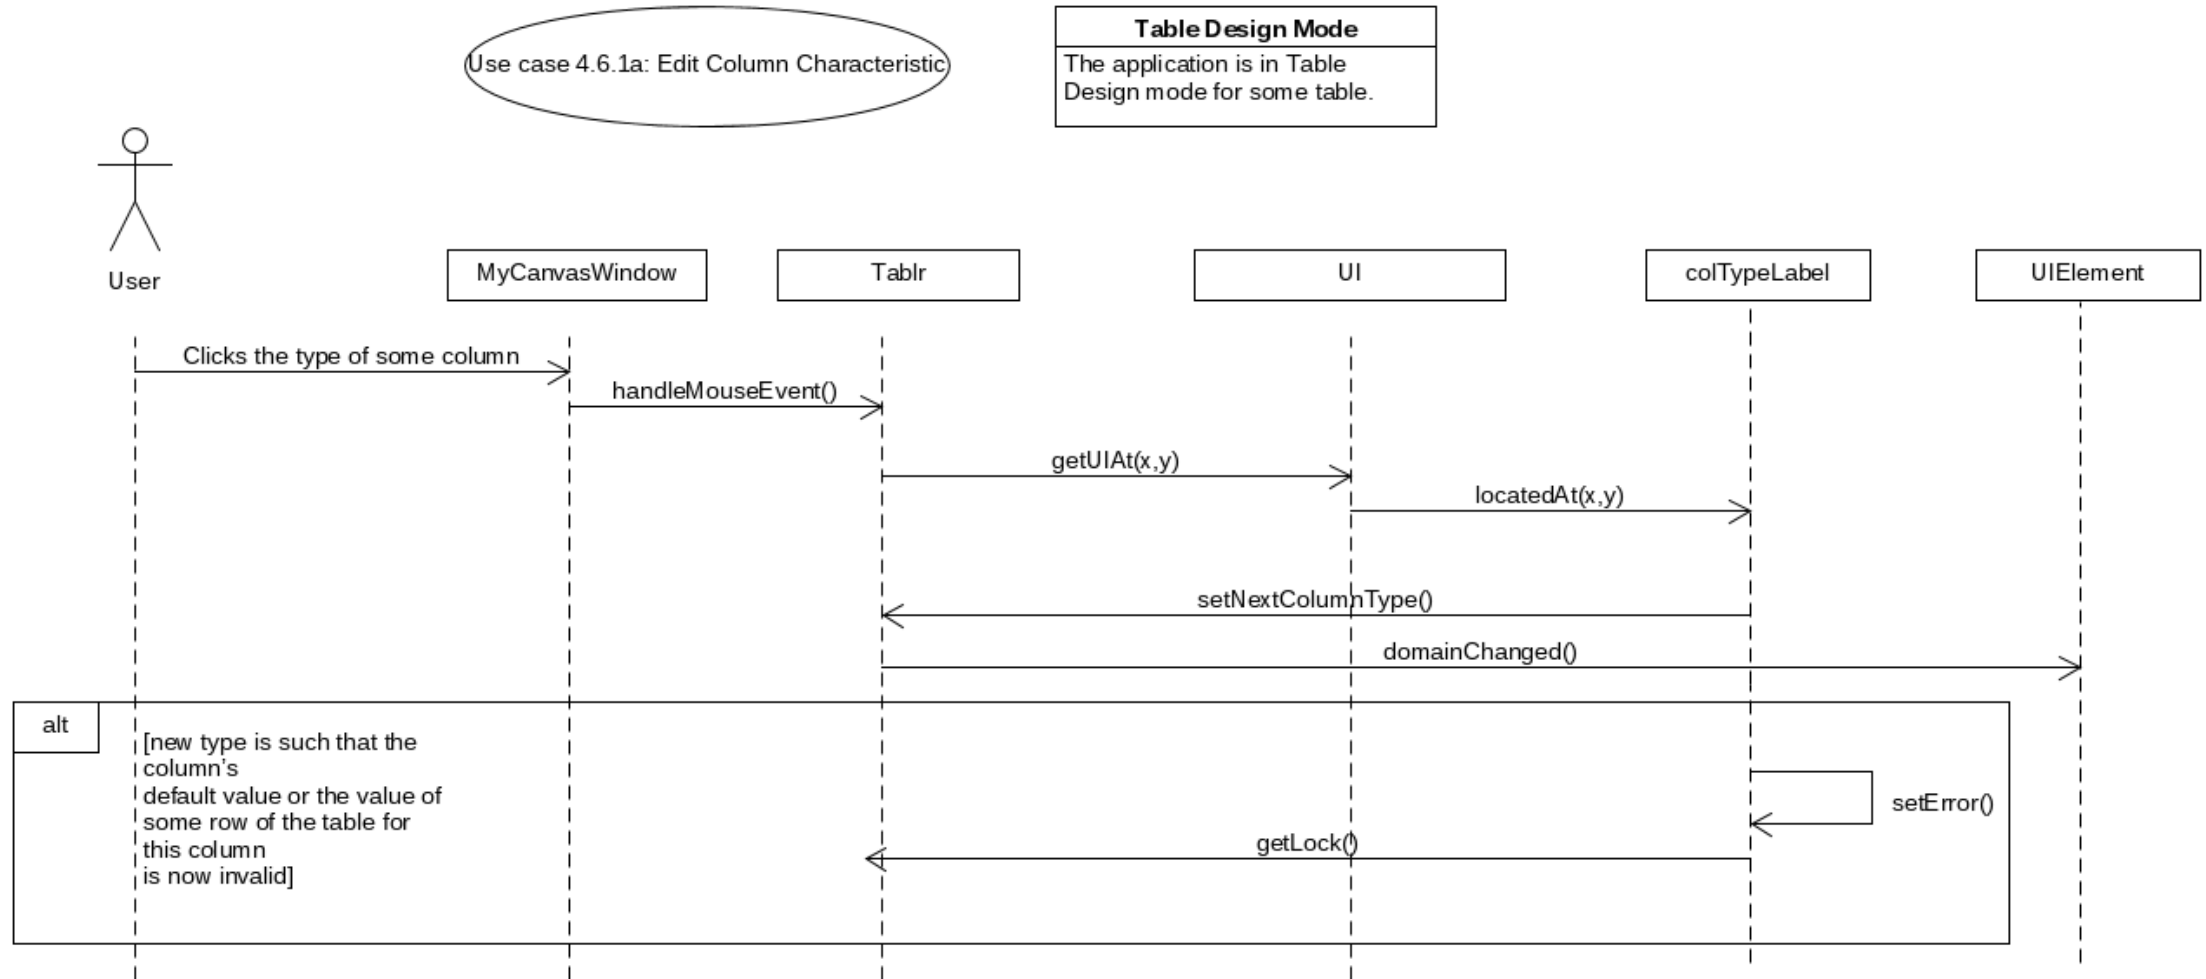 Use case 4.6.1a: Edit Column Characteristic
Table Design Mode
The application is in Table
Design mode for some table.
User
MyCanvasWindow
Tablr
UI
colTypeLabel
UIElement
Clicks the type of some column
handleMouseEvent()
getUIAt(x,y)
locatedAt(x,y)
setNextColumnType()
domainChanged()
alt
[new type is such that the
column's
default value or the value of
some row of the table for
this column
is now invalid]
setError()
getLock()